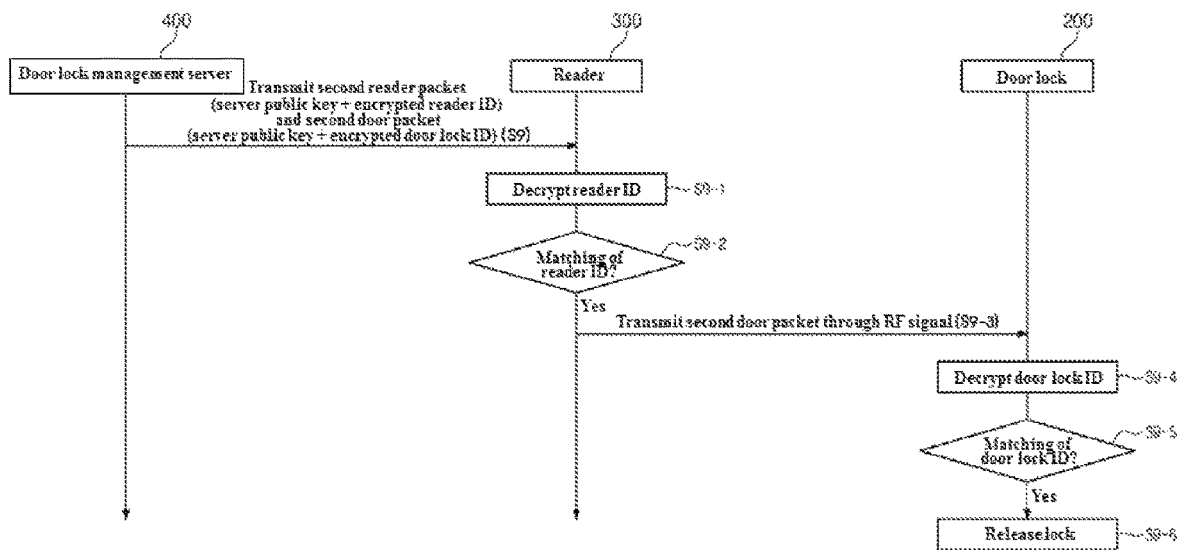 400
300
200
Door lock management server
Reader
Door lock
Transmit second reader packet
(server public key + encrypted reader ID)
and second door packet
(server public key + encrypted door lock ID) (S9)
Decrypt reader ID
S9-1
Matching of
reader ID?
S9-2
Yes
Transmit second door packet through RF signal (S9-3)
Decrypt door lock ID
S9-4
Matching of
door lock ID?
S9-5
Yes
Release lock
S9-6